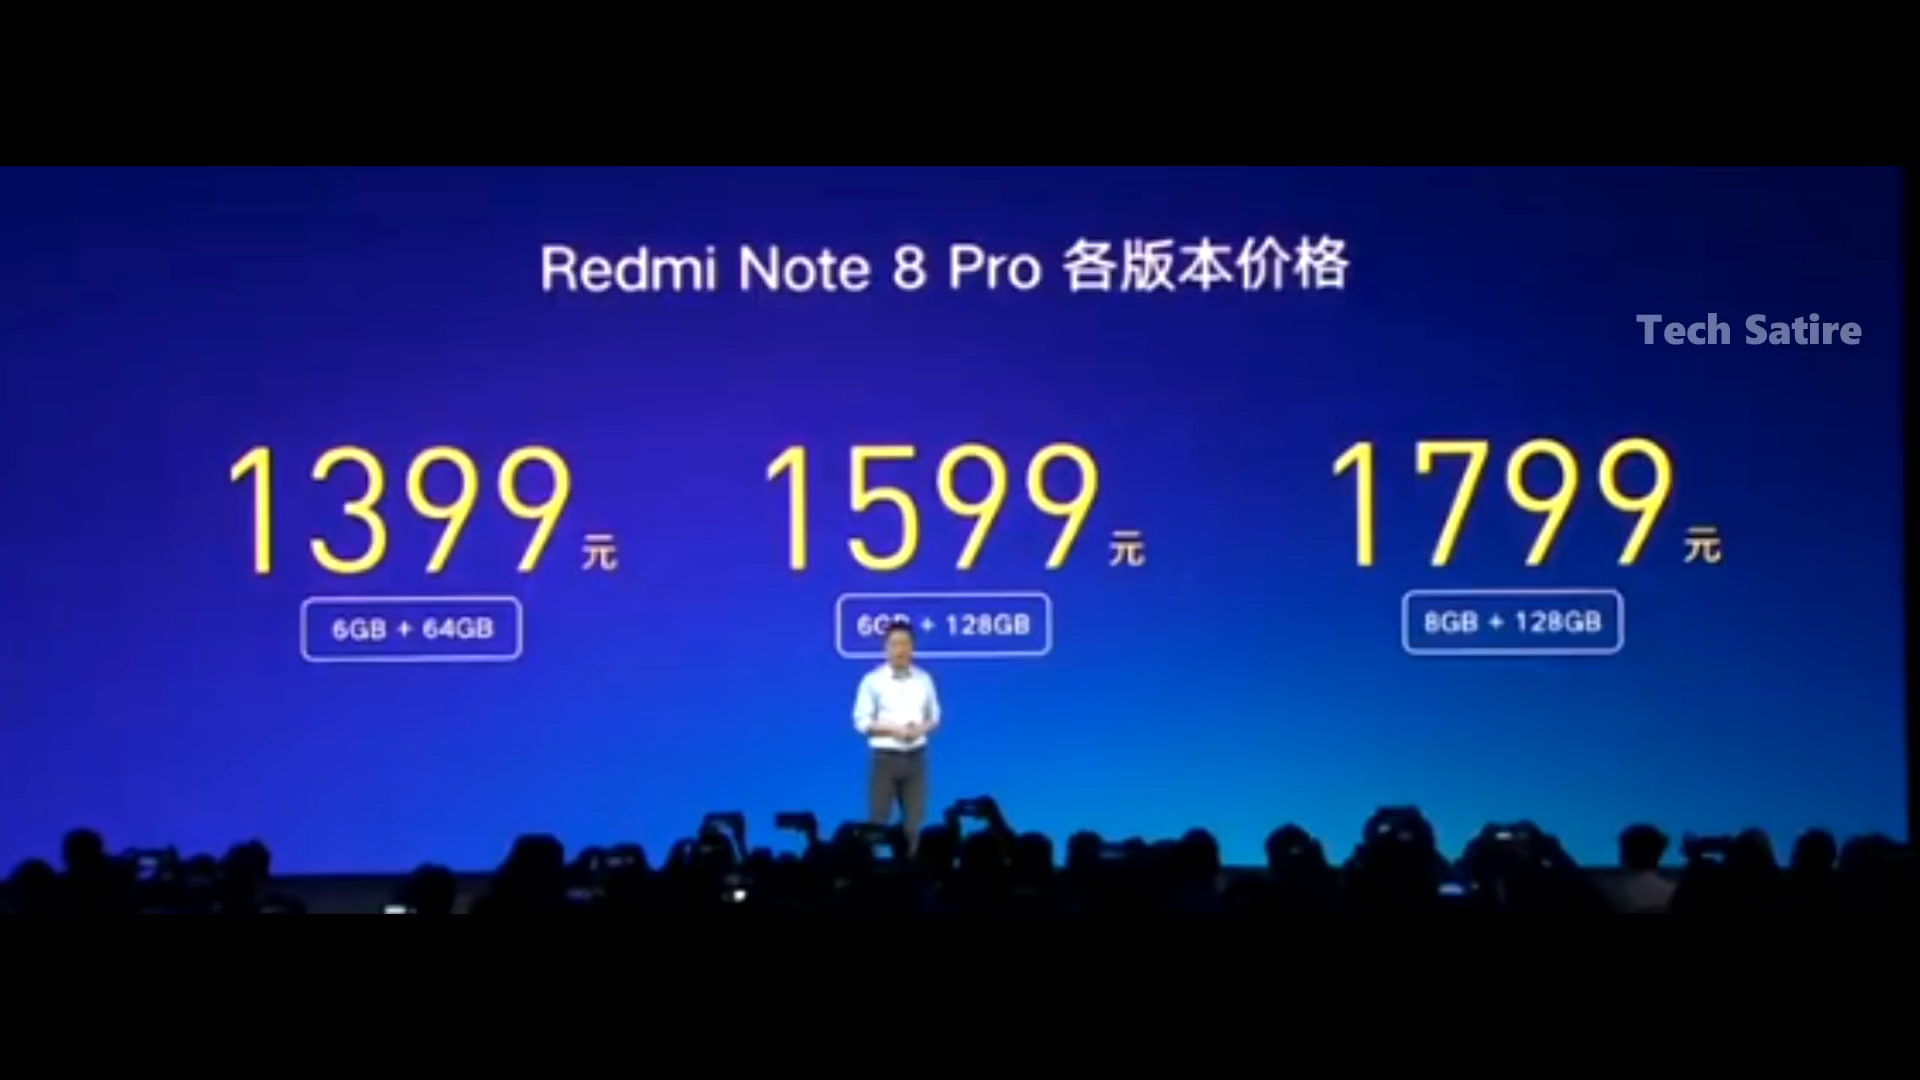 Redmi Note 8 Pro 各版本价格
Tech Satire
1399元
1599元
1799元
6GB + 64GB
6GB + 128GB
8GB + 128GB